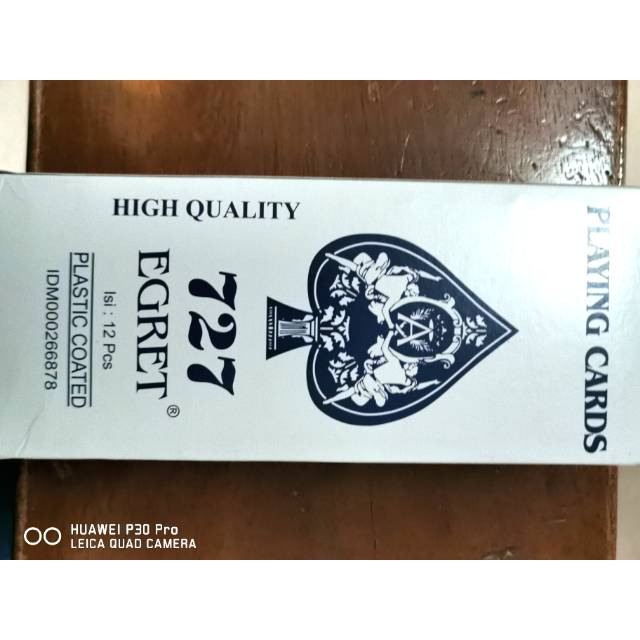 PLAYING CARDS
HIGH QUALITY
727
EGRET®
Isi : 12 Pcs
PLASTIC COATED
IDM000266878
HUAWEI P30 Pro
LEICA QUAD CAMERA